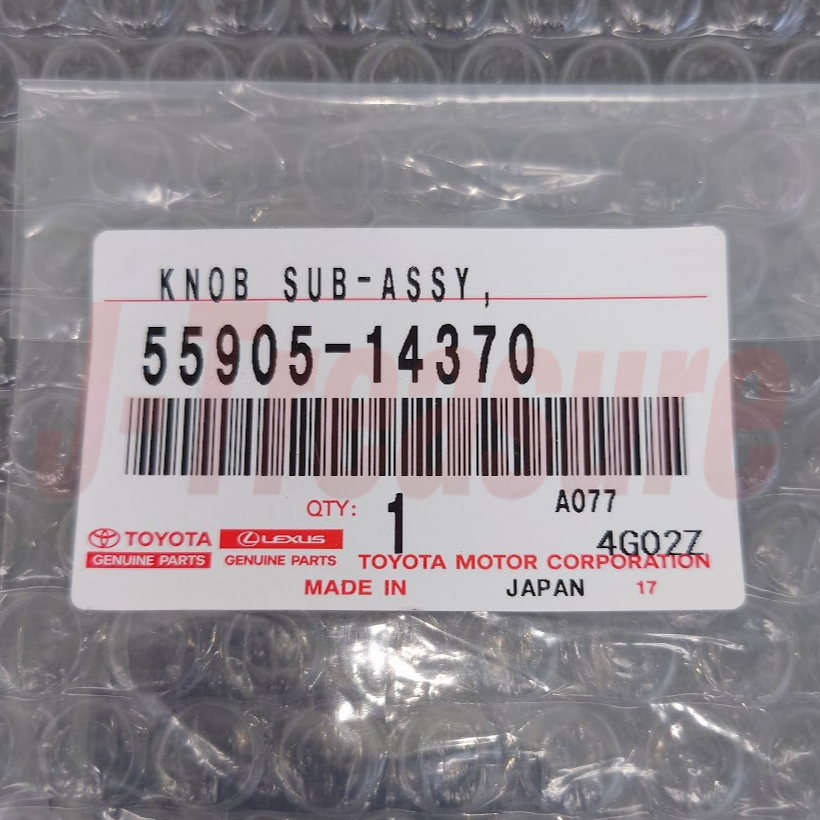 KNOB SUB-ASSY,
55905-14370
J-Treasure
QTY: 1
A077
4G02Z
TOYOTA LEXUS
GENUINE PARTS GENUINE PARTS TOYOTA MOTOR CORPORATION
MADE IN JAPAN 17